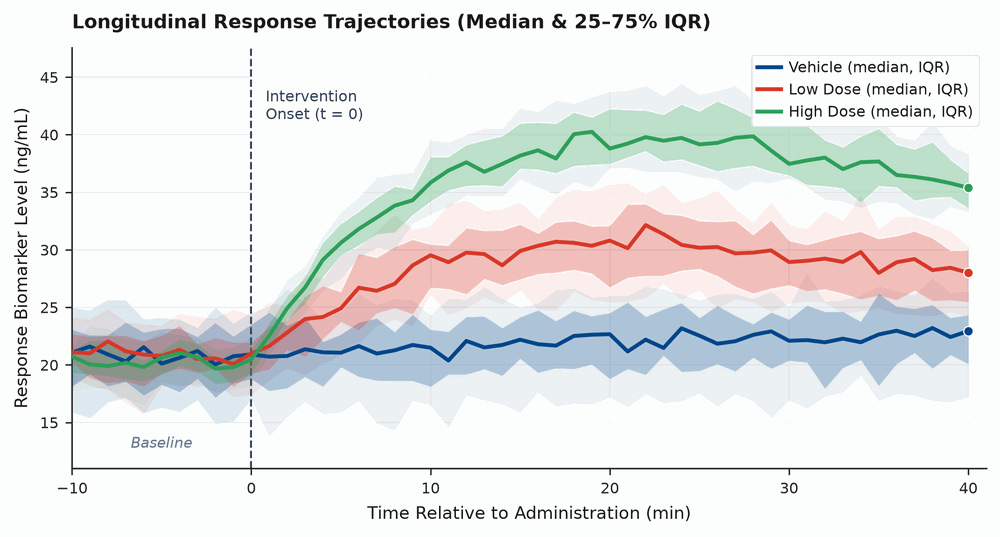 Longitudinal Response Trajectories (Median & 25–75% IQR)
Response Biomarker Level (ng/mL)
45
40
35
30
25
20
15
Intervention
Onset (t = 0)
Vehicle (median, IQR)
Low Dose (median, IQR)
High Dose (median, IQR)
Baseline
−10
0
10
20
30
40
Time Relative to Administration (min)